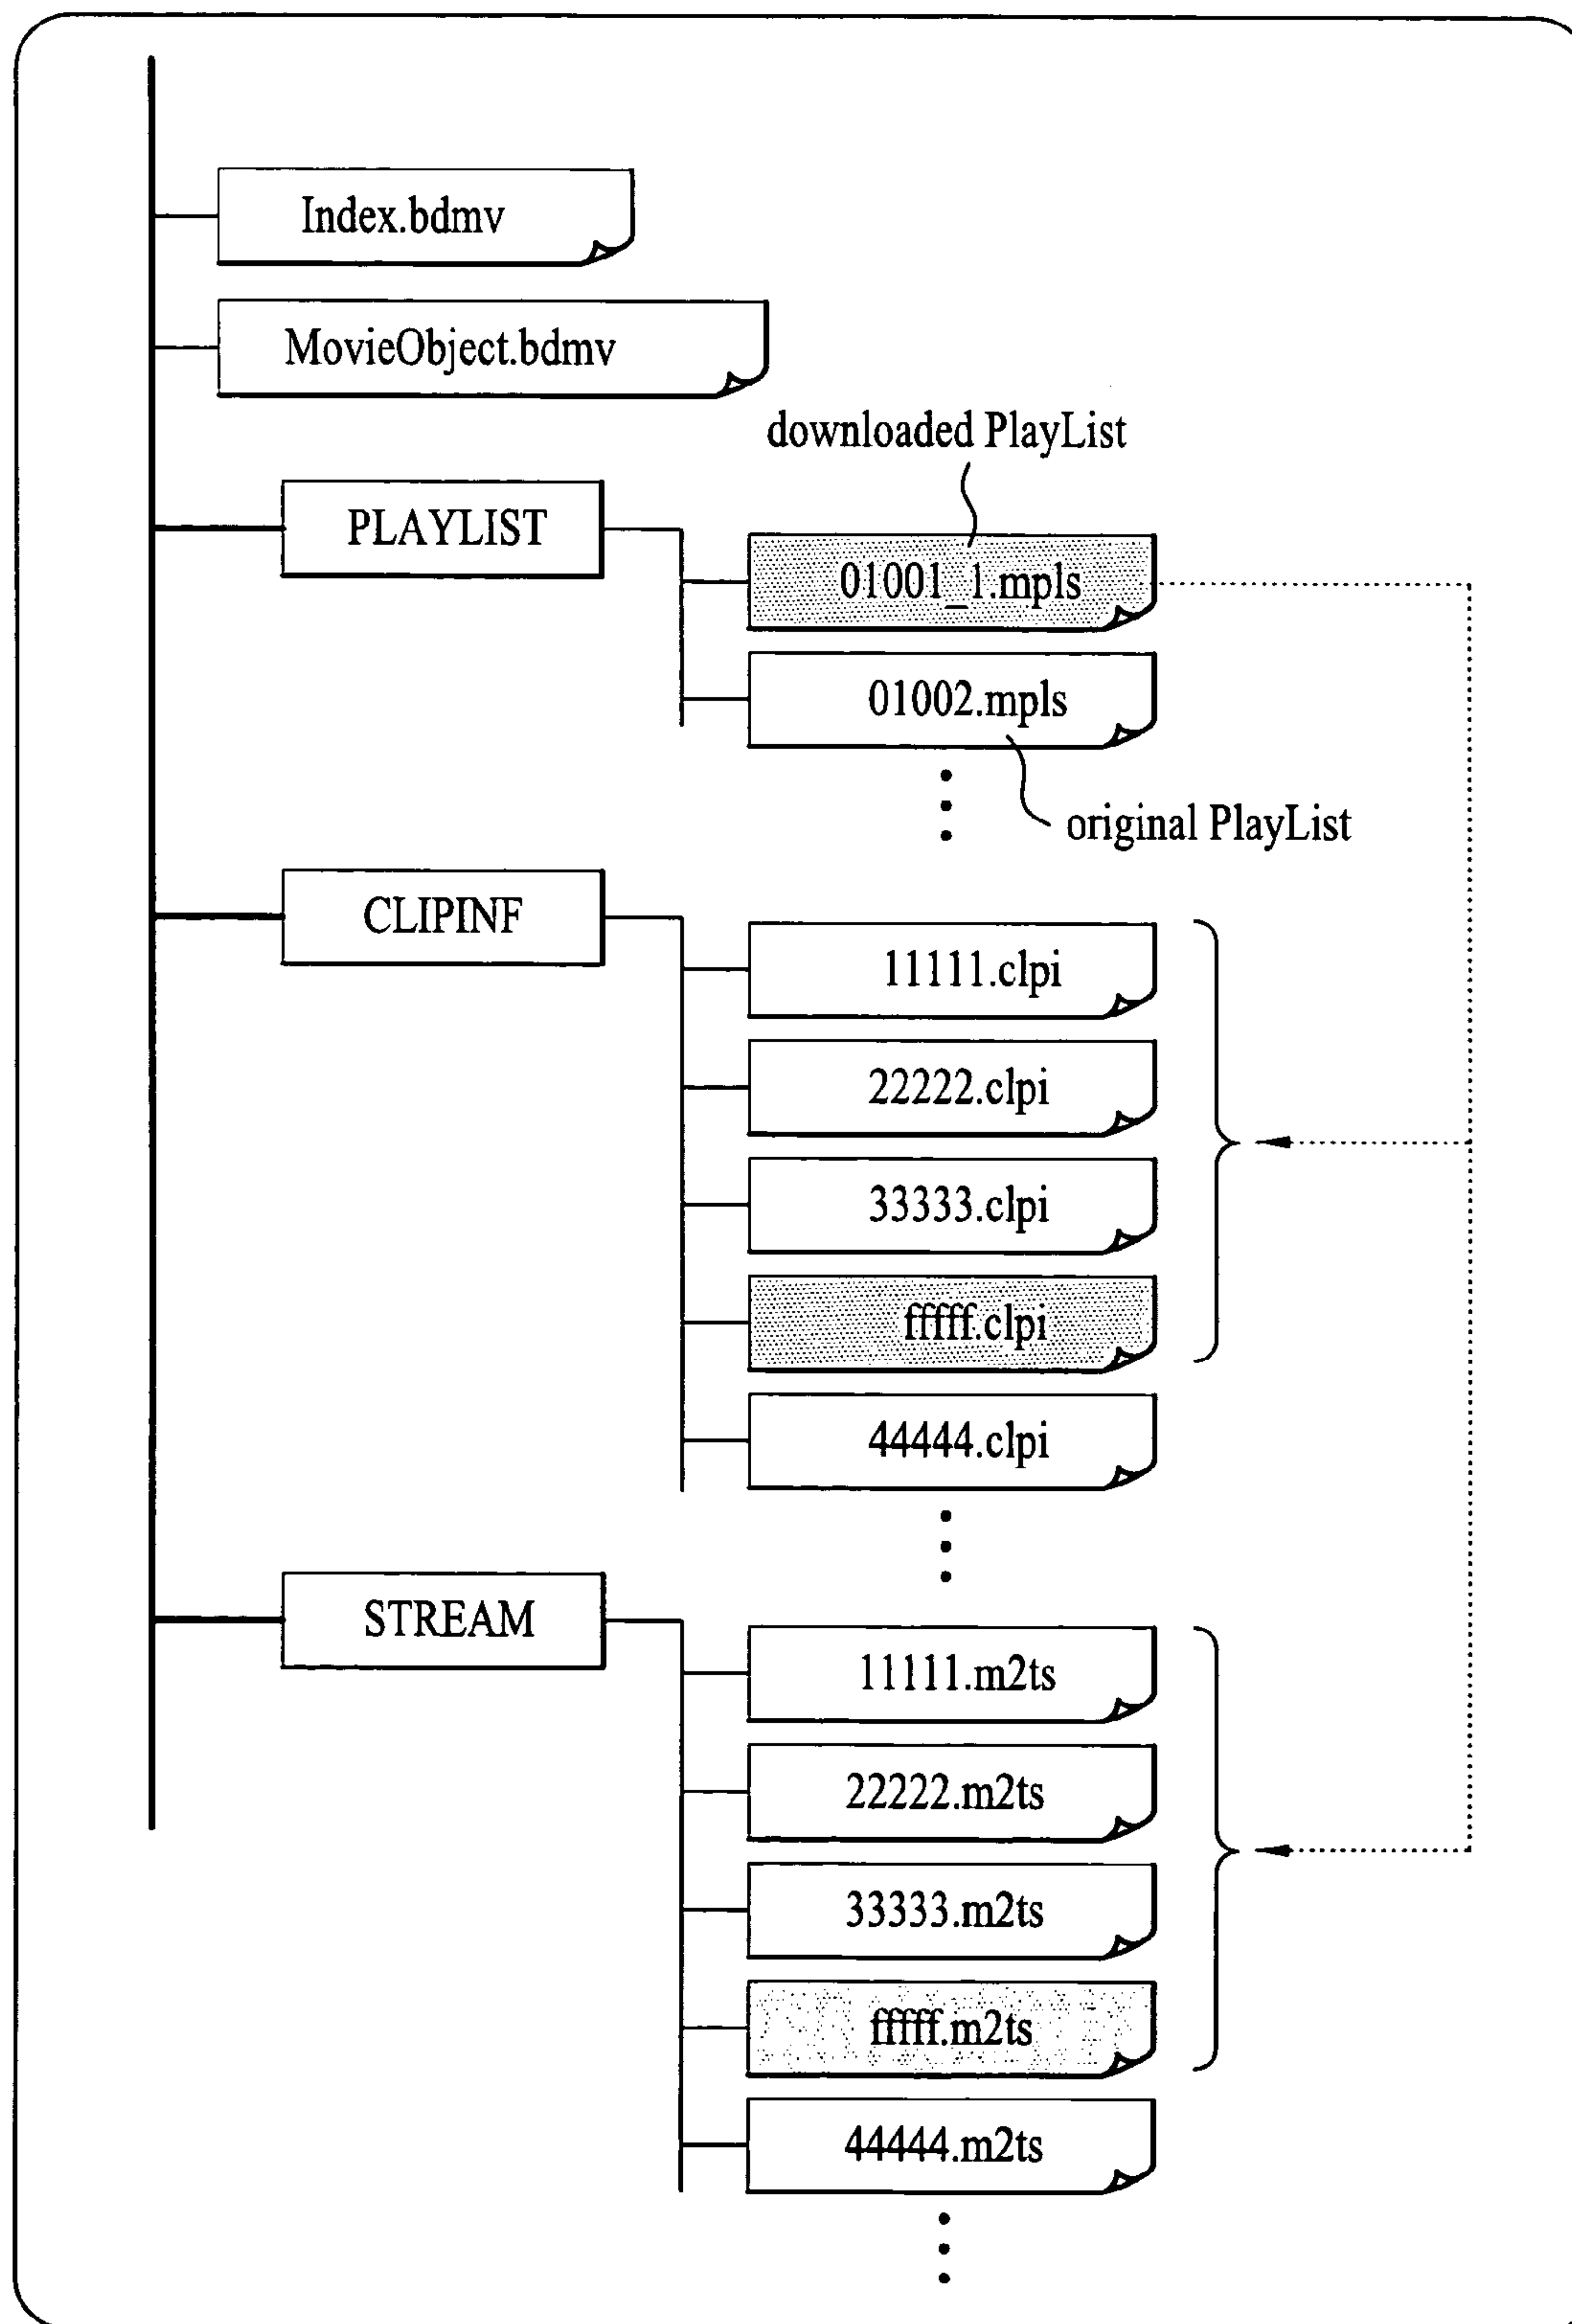 Index.bdmv
MovieObject.bdmv
downloaded PlayList
PLAYLIST
01001_1.mpls
01002.mpls
original PlayList
CLIPINF
11111.clpi
22222.clpi
33333.clpi
fffff.clpi
44444.clpi
STREAM
11111.m2ts
22222.m2ts
33333.m2ts
fffff.m2ts
44444.m2ts